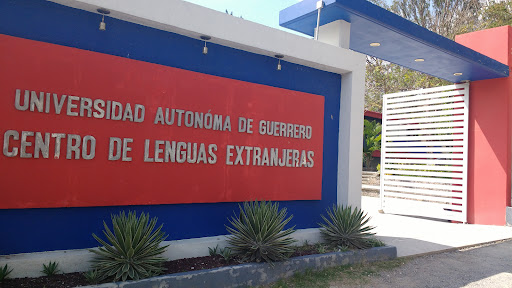 UNIVERSIDAD AUTONÓMA DE GUERRERO
CENTRO DE LENGUAS EXTRANJERAS